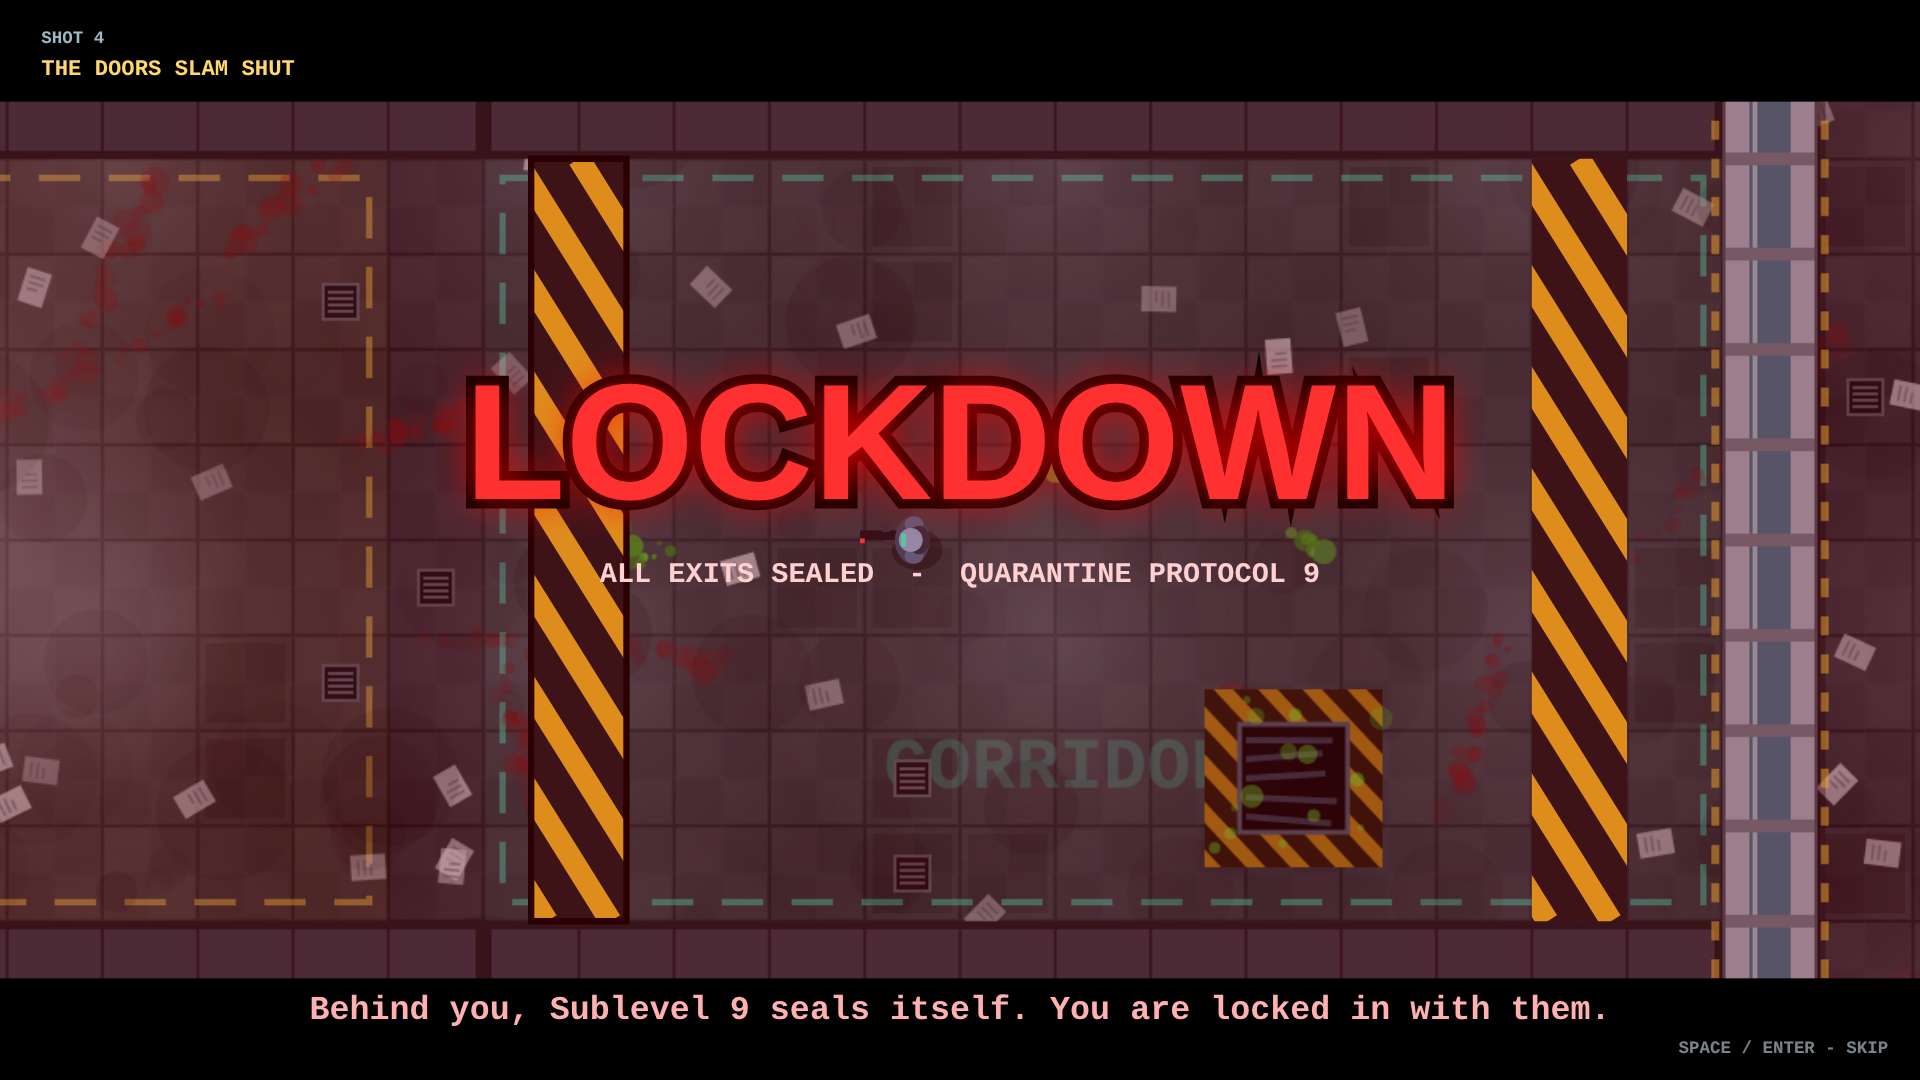 SHOT 4
THE DOORS SLAM SHUT
LOCKDOWN
ALL EXITS SEALED - QUARANTINE PROTOCOL 9
CORRIDOR
Behind you, Sublevel 9 seals itself. You are locked in with them.
SPACE / ENTER - SKIP